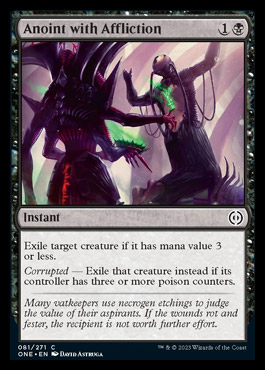 Anoint with Affliction 1
Instant
Exile target creature if it has mana value 3
or less.
Corrupted — Exile that creature instead if its
controller has three or more poison counters.
Many vatkeepers use necrogen etchings to judge
the value of their aspirants. If the wounds rot and
fester, the recipient is not worth further effort.
081/271 C
ONE • EN DAVID ASTRUGA
™ & © 2023 Wizards of the Coast